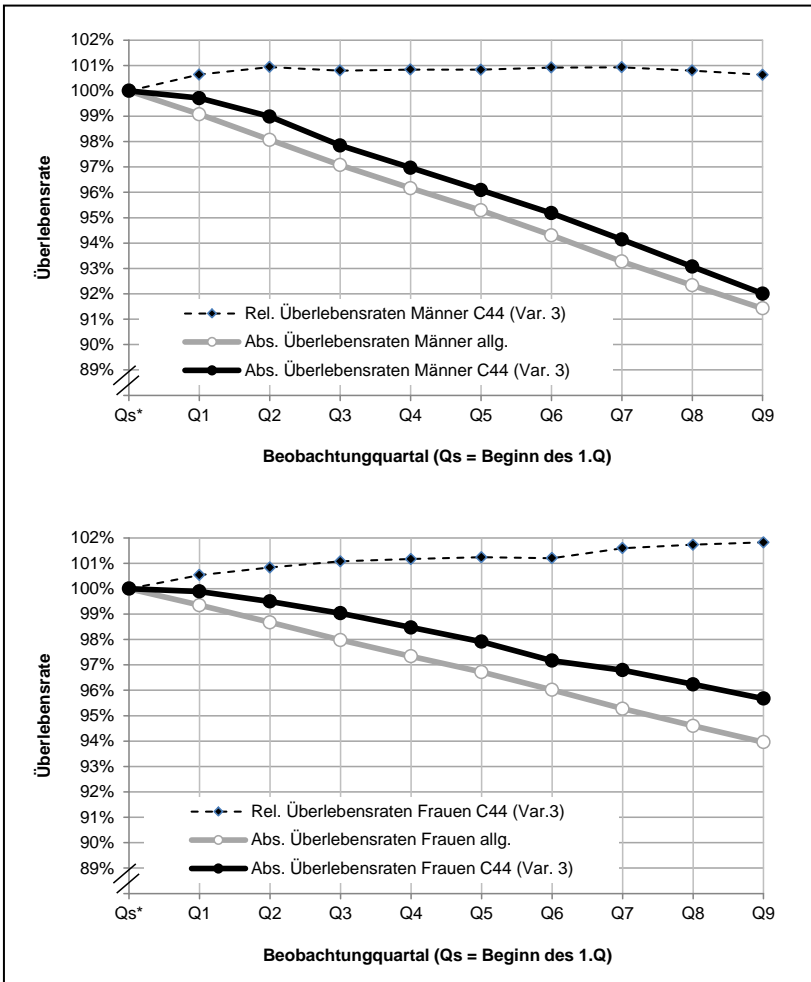 102%
101%
100%
99%
98%
97%
96%
95%
94%
93%
92%
91%
90%
89%
Überlebensrate
Rel. Überlebensraten Männer C44 (Var. 3)
Abs. Überlebensraten Männer allg.
Abs. Überlebensraten Männer C44 (Var. 3)
Qs* Q1 Q2 Q3 Q4 Q5 Q6 Q7 Q8 Q9
Beobachtungquartal (Qs = Beginn des 1.Q)
102%
101%
100%
99%
98%
97%
96%
95%
94%
93%
92%
91%
90%
89%
Überlebensrate
Rel. Überlebensraten Frauen C44 (Var.3)
Abs. Überlebensraten Frauen allg.
Abs. Überlebensraten Frauen C44 (Var. 3)
Qs* Q1 Q2 Q3 Q4 Q5 Q6 Q7 Q8 Q9
Beobachtungquartal (Qs = Beginn des 1.Q)